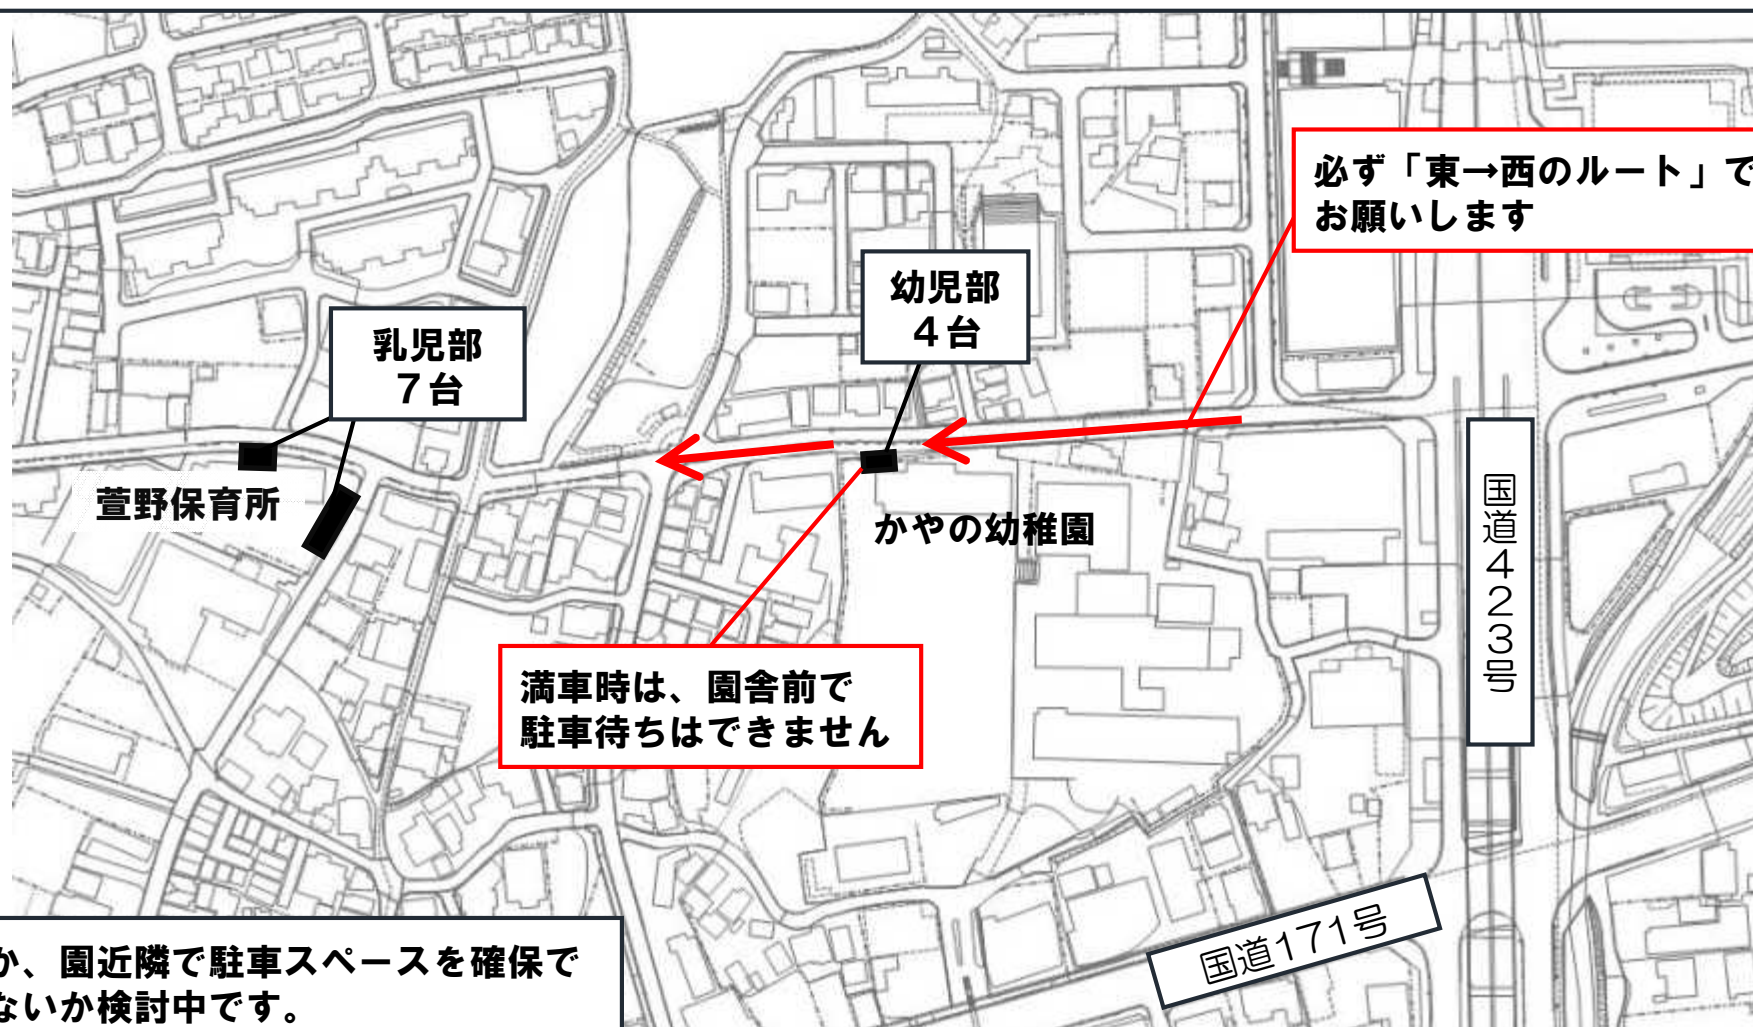 必ず「東→西のルート」で
お願いします
幼児部
４台
乳児部
７台
萱野保育所
かやの幼稚園
国道４２３号
満車時は、園舎前で
駐車待ちはできません
国道171号
か、園近隣で駐車スペースを確保で
ないか検討中です。